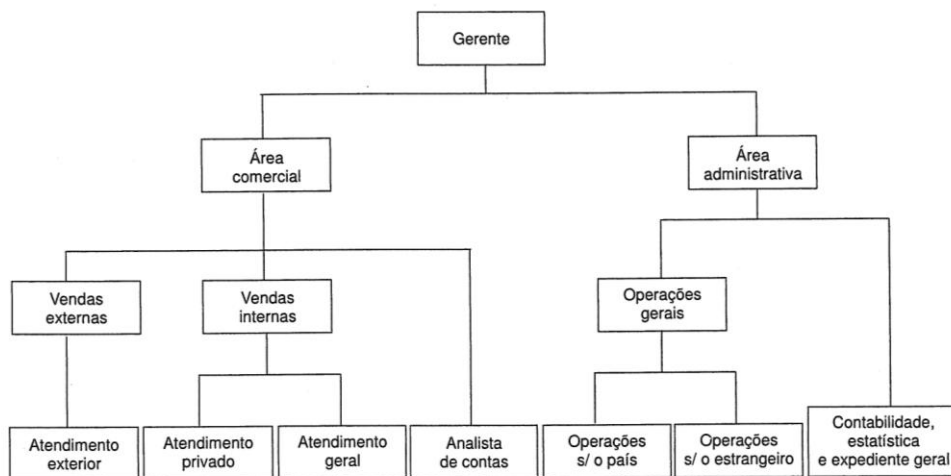 Gerente
Área
comercial
Área
administrativa
Vendas
externas
Vendas
internas
Operações
gerais
Atendimento
exterior
Atendimento
privado
Atendimento
geral
Analista
de contas
Operações
s/ o país
Operações
s/ o estrangeiro
Contabilidade,
estatística
e expediente geral